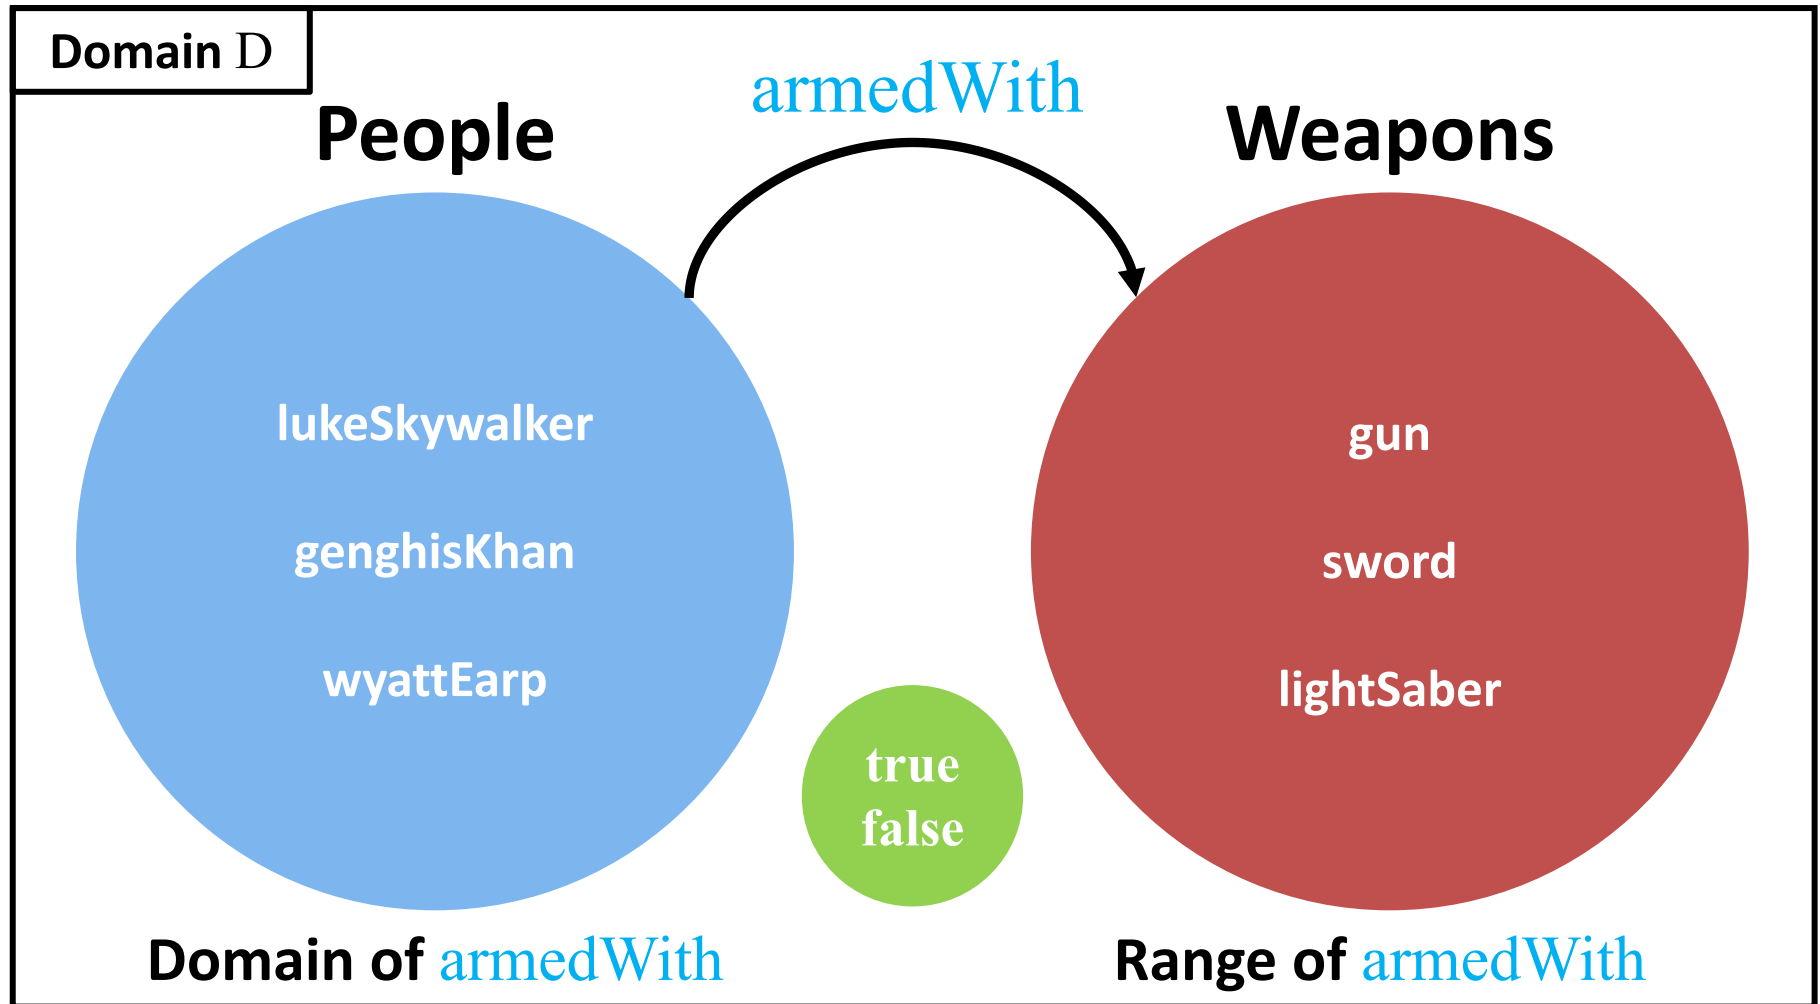 Domain D
armedWith
People
Weapons
lukeSkywalker
genghisKhan
wyattEarp
gun
sword
lightSaber
true
false
Domain of armedWith
Range of armedWith